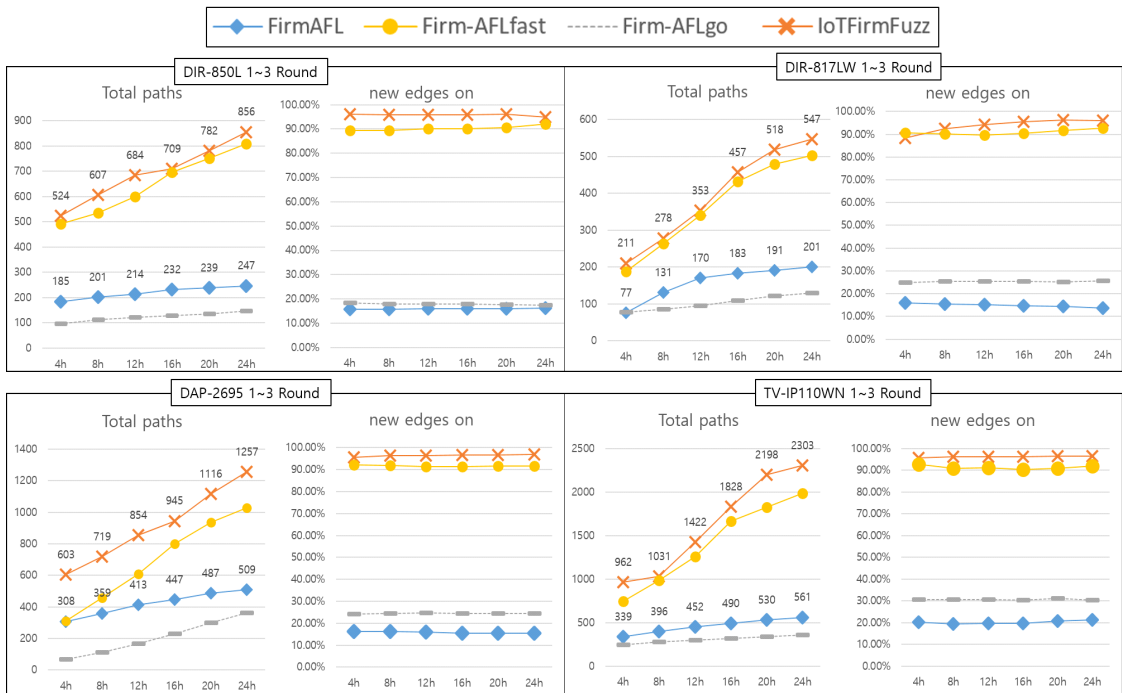 FirmAFL Firm-AFLfast Firm-AFLgo IoTFirmFuzz
DIR-850L 1~3 Round
Total paths
900
800
700
600
500
400
300
200
100
0
524 607 684 709 782 856
185 201 214 232 239 247
4h 8h 12h 16h 20h 24h
new edges on
100.00%
90.00%
80.00%
70.00%
60.00%
50.00%
40.00%
30.00%
20.00%
10.00%
0.00%
4h 8h 12h 16h 20h 24h
DIR-817LW 1~3 Round
Total paths
600
500
400
300
200
100
0
211 278 353 457 518 547
77 131 170 183 191 201
4h 8h 12h 16h 20h 24h
new edges on
100.00%
90.00%
80.00%
70.00%
60.00%
50.00%
40.00%
30.00%
20.00%
10.00%
0.00%
4h 8h 12h 16h 20h 24h
DAP-2695 1~3 Round
Total paths
1400
1200
1000
800
600
400
200
0
603 719 854 945 1116 1257
308 359 413 447 487 509
4h 8h 12h 16h 20h 24h
new edges on
100.00%
90.00%
80.00%
70.00%
60.00%
50.00%
40.00%
30.00%
20.00%
10.00%
0.00%
4h 8h 12h 16h 20h 24h
TV-IP110WN 1~3 Round
Total paths
2500
2000
1500
1000
500
0
962 1031 1422 1828 2198 2303
339 396 452 490 530 561
4h 8h 12h 16h 20h 24h
new edges on
100.00%
90.00%
80.00%
70.00%
60.00%
50.00%
40.00%
30.00%
20.00%
10.00%
0.00%
4h 8h 12h 16h 20h 24h